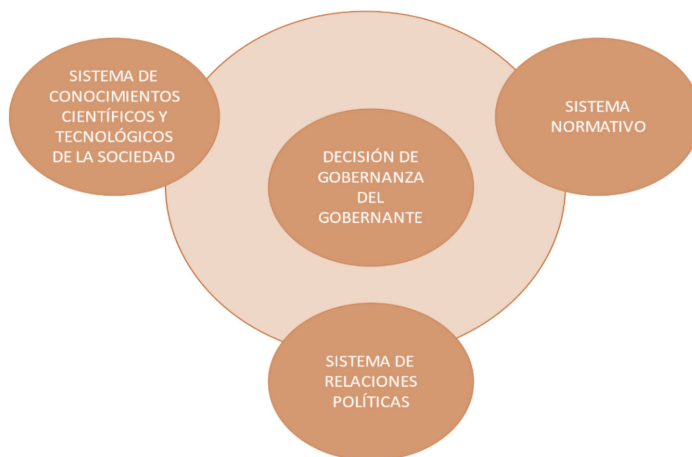 SISTEMA DE
CONOCIMIENTOS
CIENTÍFICOS Y
TECNOLÓGICOS
DE LA SOCIEDAD
SISTEMA
NORMATIVO
DECISIÓN DE
GOBERNANZA
DEL
GOBERNANTE
SISTEMA DE
RELACIONES
POLÍTICAS